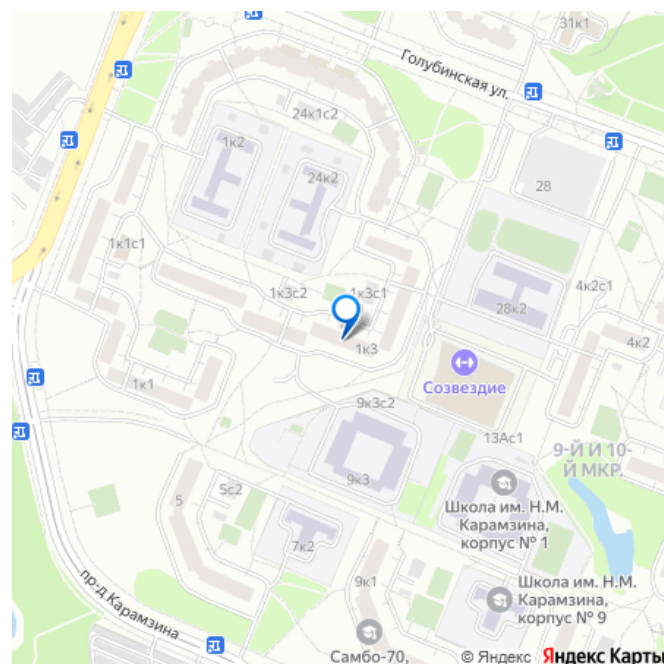 31к1
Голубинская ул.
24к1с2
1к2
24к2
28
1к1с1
1к3с2
1к3с1
4к2с1
28к2
4к2
1к3
Созвездие
1к1
9к3с2
13Ас1
9-Й И 10-
Й МКР.
9к3
5
5с2
Школа им. Н.М.
Карамзина,
корпус № 1
7к2
9к1
Школа им. Н.М.
Карамзина,
корпус № 9
пр-д Карамзина
Самбо-70,
© Яндекс Яндекс Карты